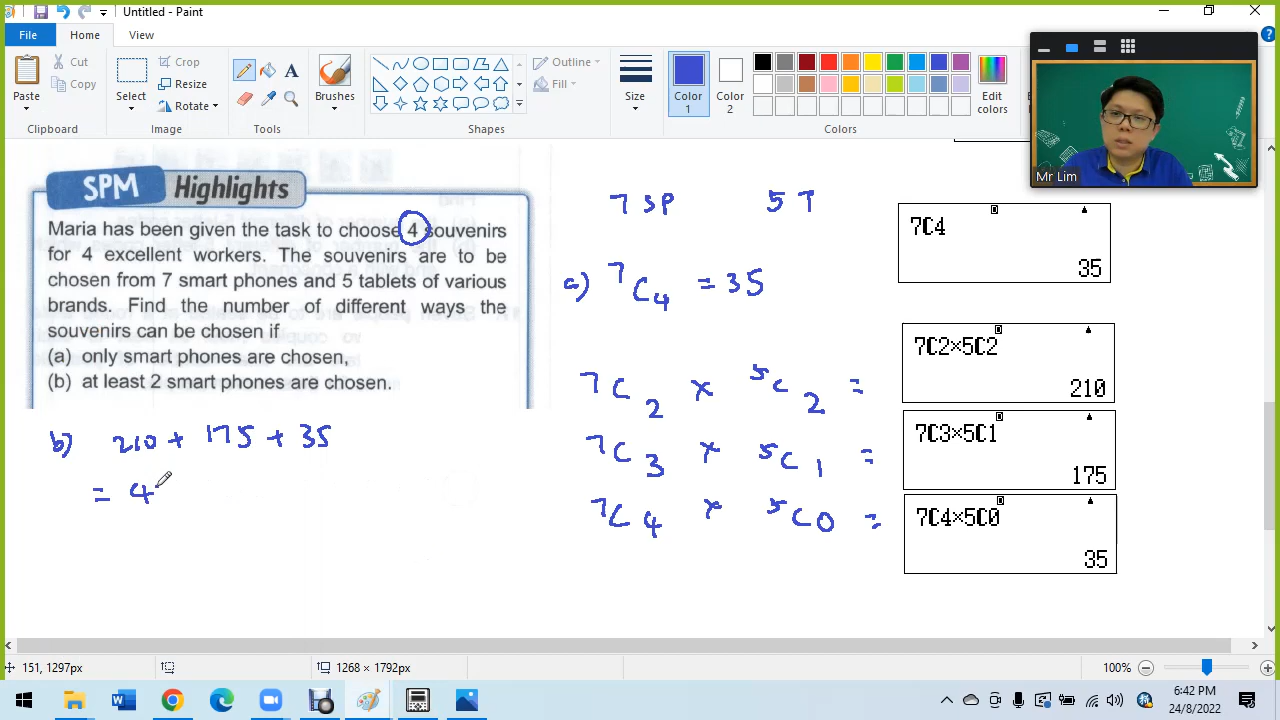 Untitled - Paint
File Home View
Paste
Cut
Copy
Clipboard
Select
Crop
Resize
Rotate
Image
Tools
Brushes
Shapes
Outline
Fill
Size
Color 1
Color 2
Edit colors
Colors
Mr Lim
SPM Highlights
Maria has been given the task to choose 4 souvenirs
for 4 excellent workers. The souvenirs are to be
chosen from 7 smart phones and 5 tablets of various
brands. Find the number of different ways the
souvenirs can be chosen if
(a) only smart phones are chosen,
(b) at least 2 smart phones are chosen.
b) 210 + 175 + 35
= 4
7 SP 5 T
a) ⁷C₄ = 35
⁷C₂ × ⁵C₂ =
⁷C₃ × ⁵C₁ =
⁷C₄ × ⁵C₀ =
7C4
35
7C2×5C2
210
7C3×5C1
175
7C4×5C0
35
151, 1297px
1268 × 1792px
100%
6:42 PM
24/8/2022